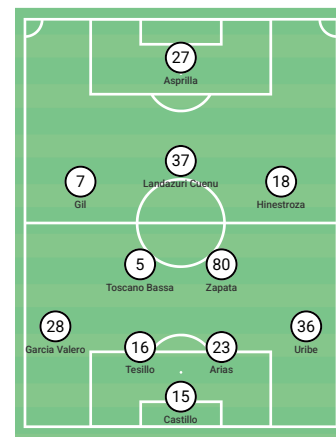 27
Asprilla
37
Landazuri Cuenu
7
Gil
18
Hinestroza
5
Toscano Bassa
80
Zapata
28
Garcia Valero
36
Uribe
16
Tesillo
23
Arias
15
Castillo